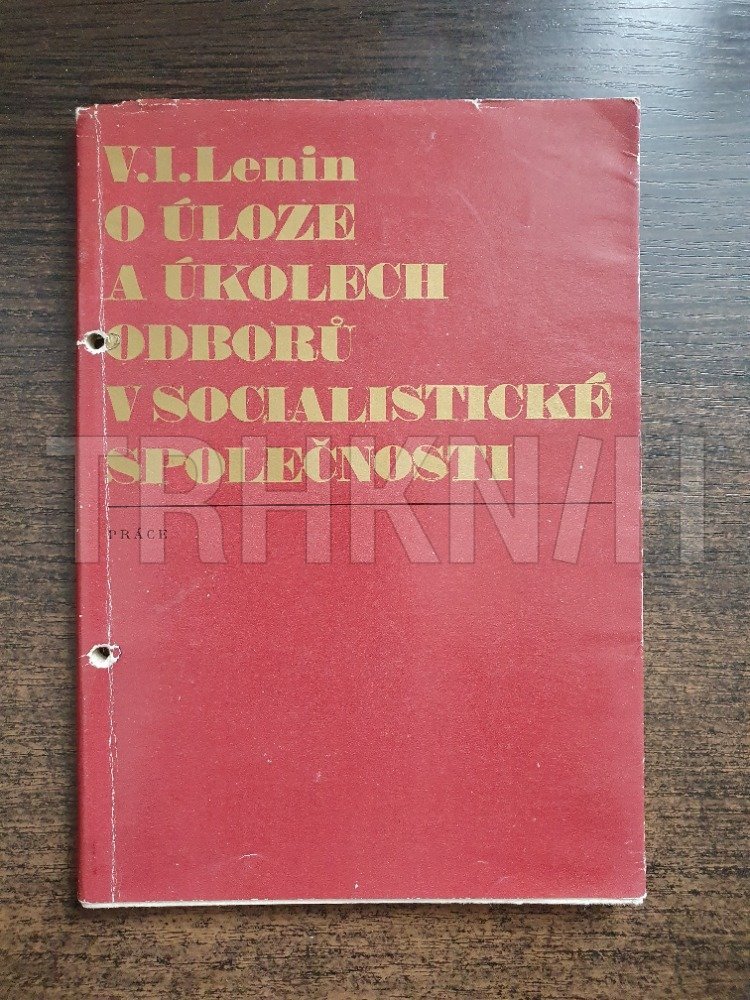 V.I.Lenin
O ÚLOZE
A ÚKOLECH
ODBORŮ
V SOCIALISTICKÉ
SPOLEČNOSTI
PRÁCE
TRHKNIH